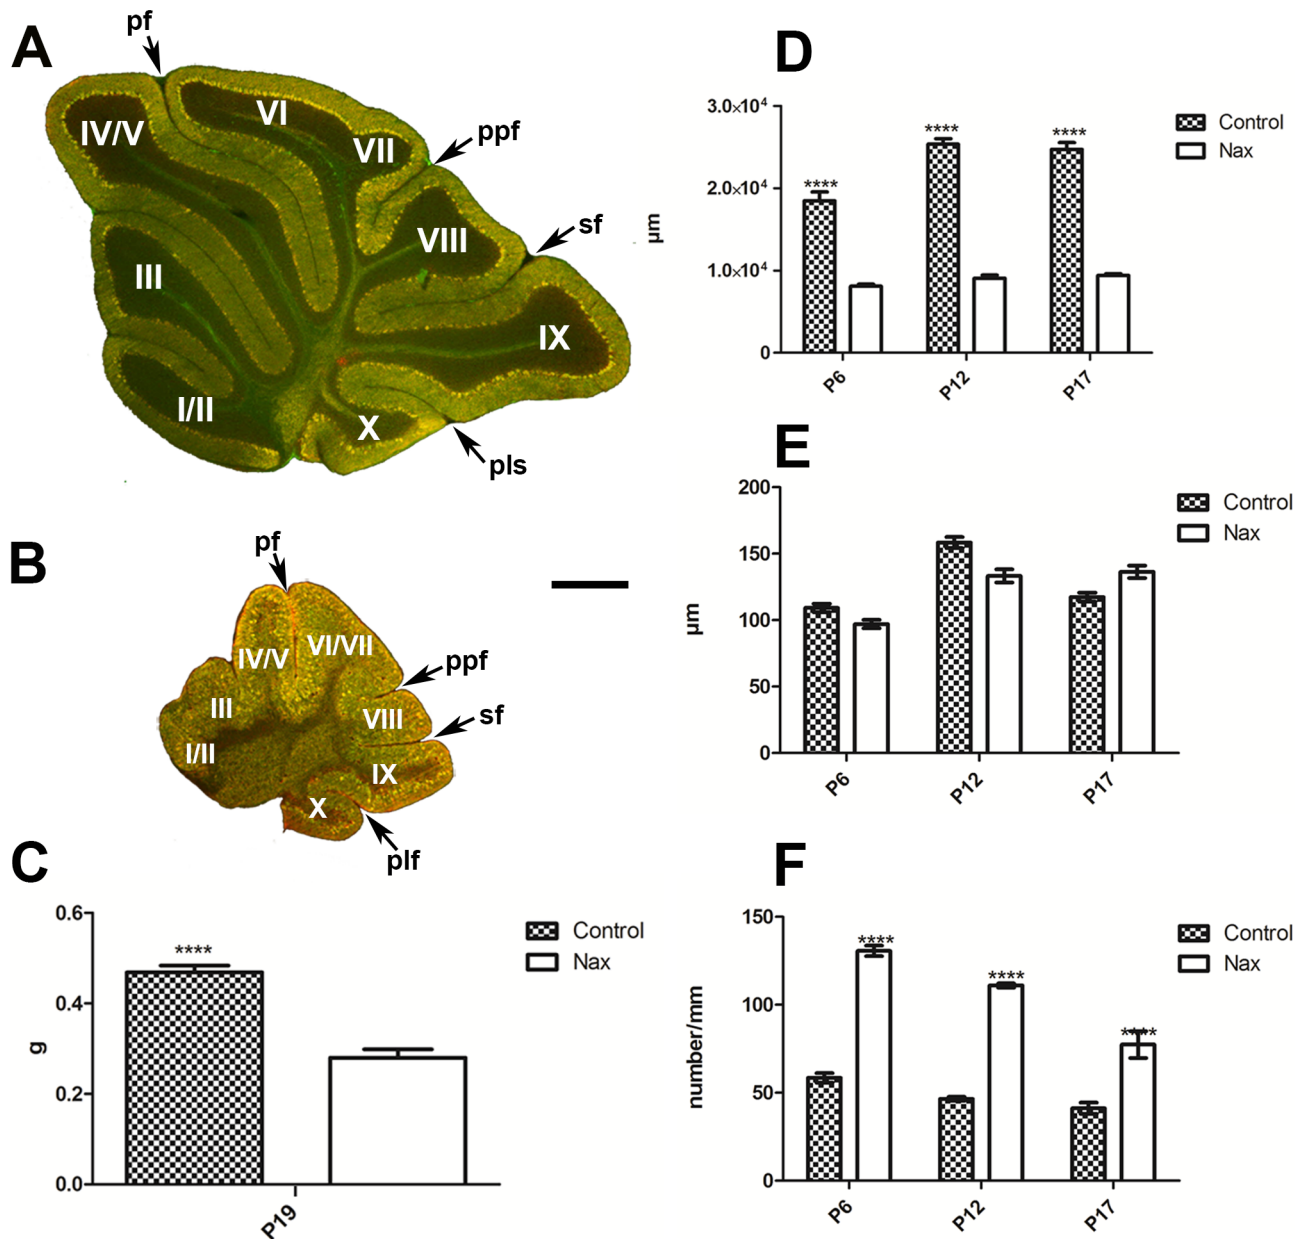 A
pf
IV/V
VI
VII
ppf
VIII
sf
III
IX
I/II
X
pls
B
pf
IV/V
VI/VII
ppf
III
VIII
sf
I/II
IX
X
plf
C
0.6
0.4
0.2
0.0
g
****
P19
Control
Nax
D
3.0×10⁴
2.0×10⁴
1.0×10⁴
0
µm
****
****
****
P6
P12
P17
Control
Nax
E
200
150
100
50
0
µm
P6
P12
P17
Control
Nax
F
150
100
50
0
number/mm
****
****
****
P6
P12
P17
Control
Nax